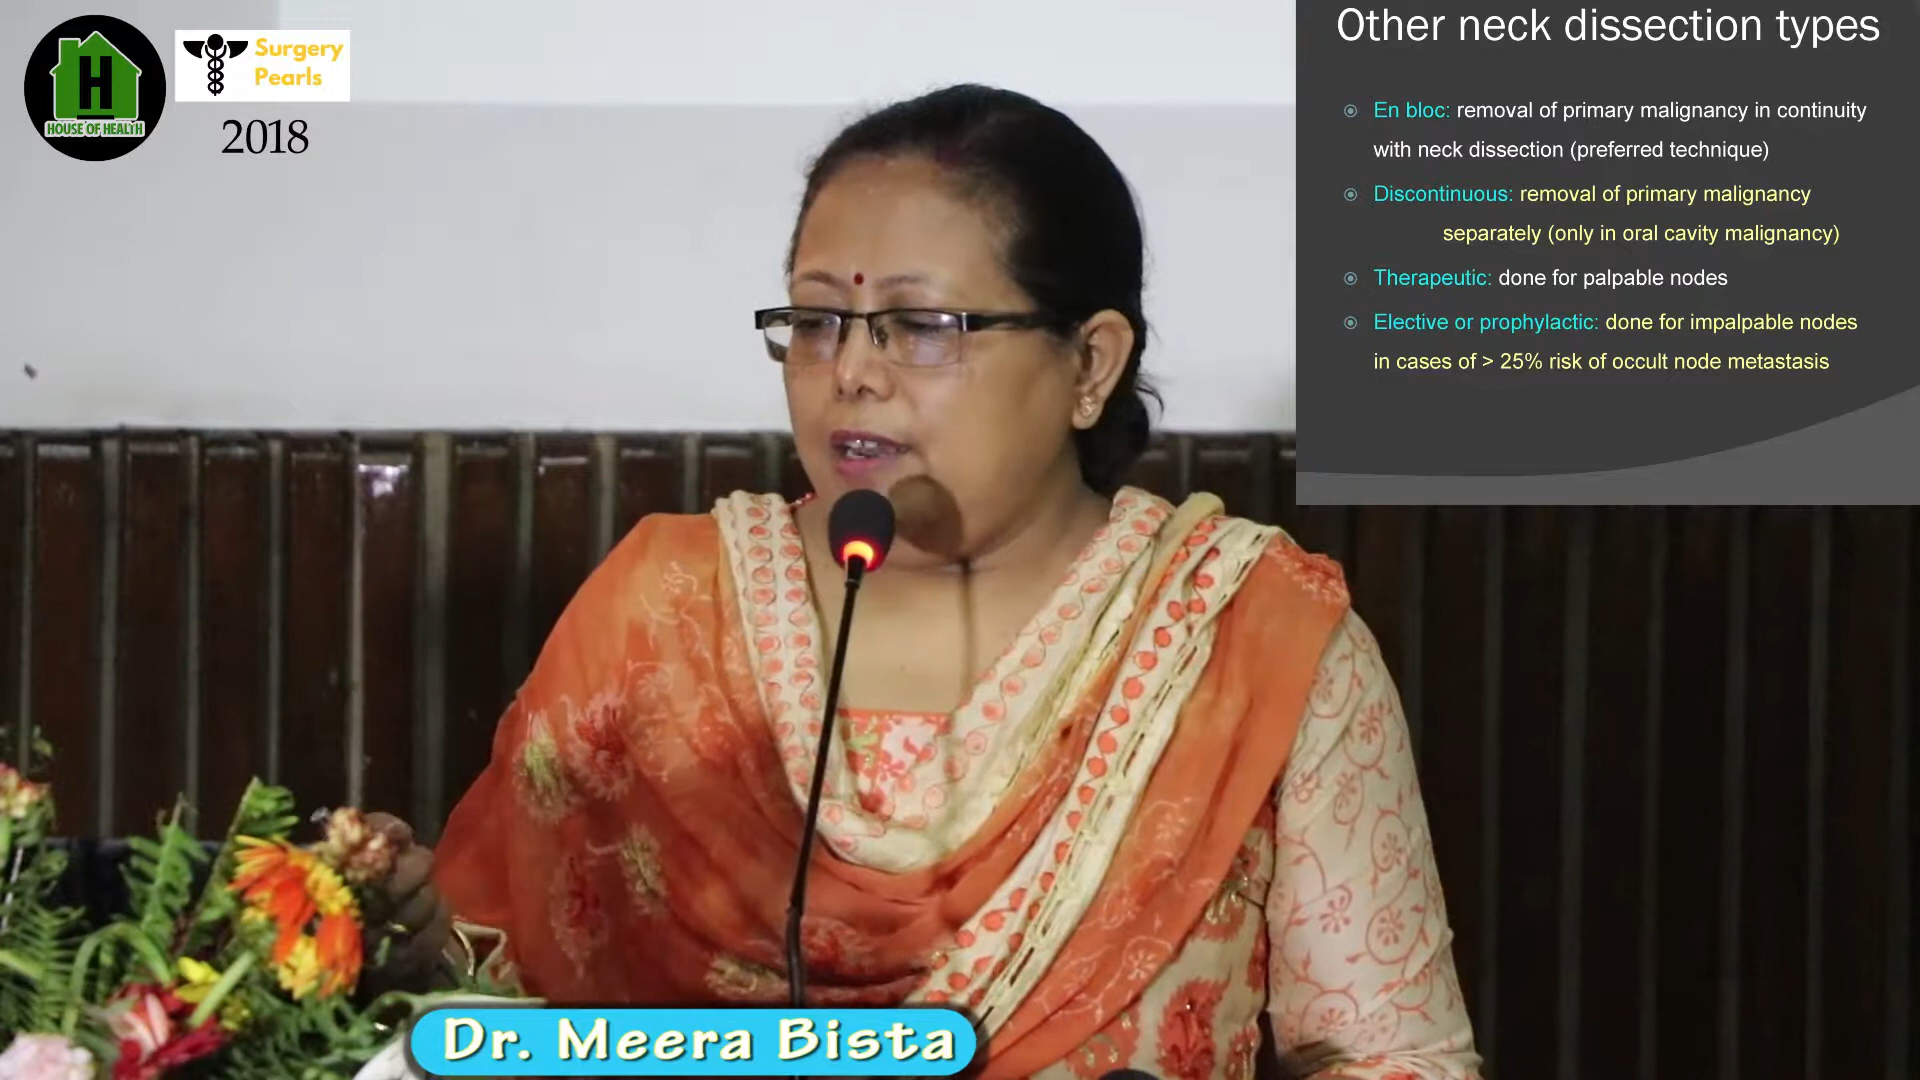 H
HOUSE OF HEALTH
Surgery
Pearls
2018
Other neck dissection types
En bloc: removal of primary malignancy in continuity
with neck dissection (preferred technique)
Discontinuous: removal of primary malignancy
separately (only in oral cavity malignancy)
Therapeutic: done for palpable nodes
Elective or prophylactic: done for impalpable nodes
in cases of > 25% risk of occult node metastasis
Dr. Meera Bista